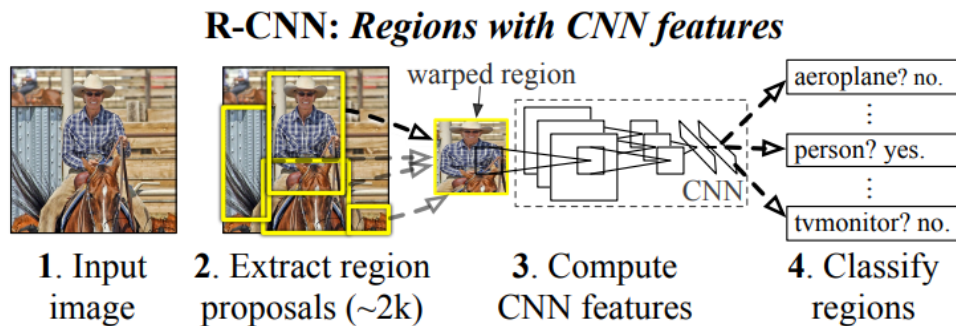 R-CNN: Regions with CNN features
warped region
aeroplane? no.
⋮
person? yes.
⋮
tvmonitor? no.
CNN
1. Input
image
2. Extract region
proposals (~2k)
3. Compute
CNN features
4. Classify
regions